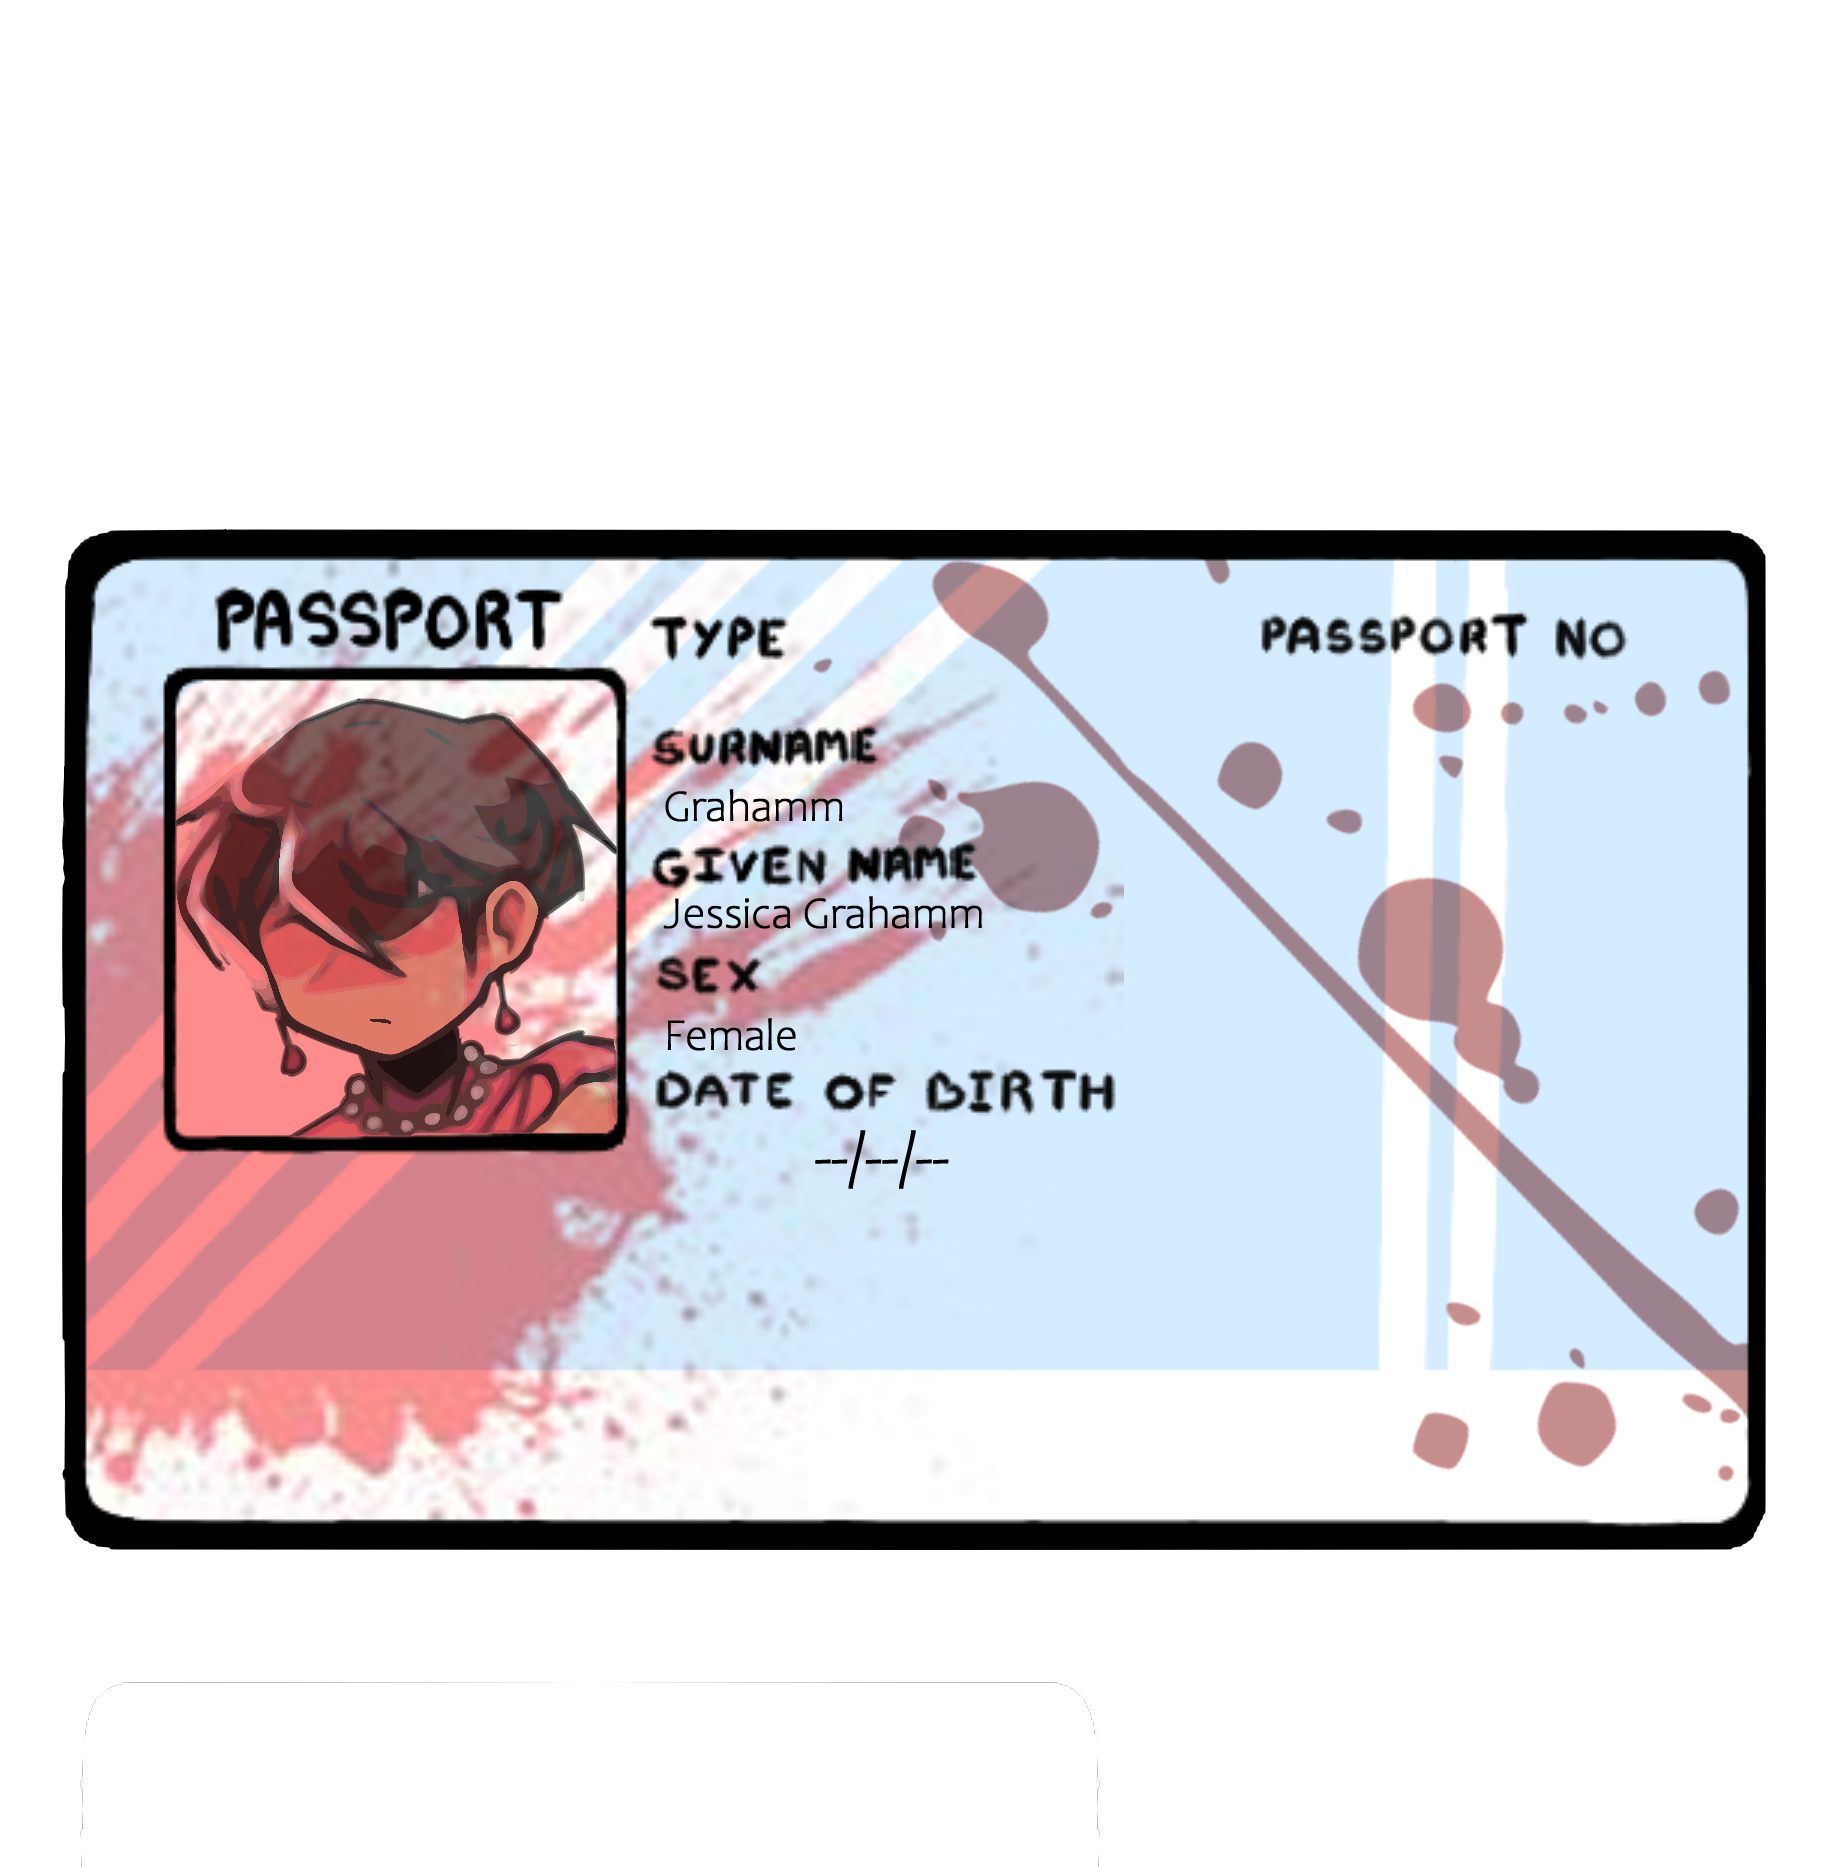 PASSPORT
TYPE
PASSPORT NO
SURNAME
Grahamm
GIVEN NAME
Jessica Grahamm
SEX
Female
DATE OF BIRTH
--/--/--